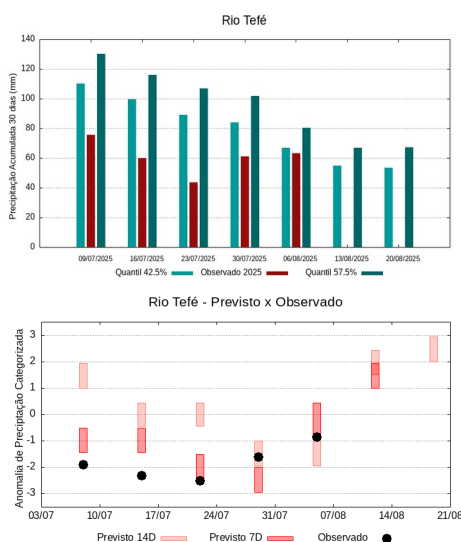 Rio Tefé
Precipitação Acumulada 30 dias (mm)
140
120
100
80
60
40
20
0
09/07/2025 16/07/2025 23/07/2025 30/07/2025 06/08/2025 13/08/2025 20/08/2025
Quantil 42.5% Observado 2025 Quantil 57.5%
Rio Tefé - Previsto x Observado
Anomalia de Preciptação Categorizada
3
2
1
0
-1
-2
-3
03/07 10/07 17/07 24/07 31/07 07/08 14/08 21/08
Previsto 14D Previsto 7D Observado